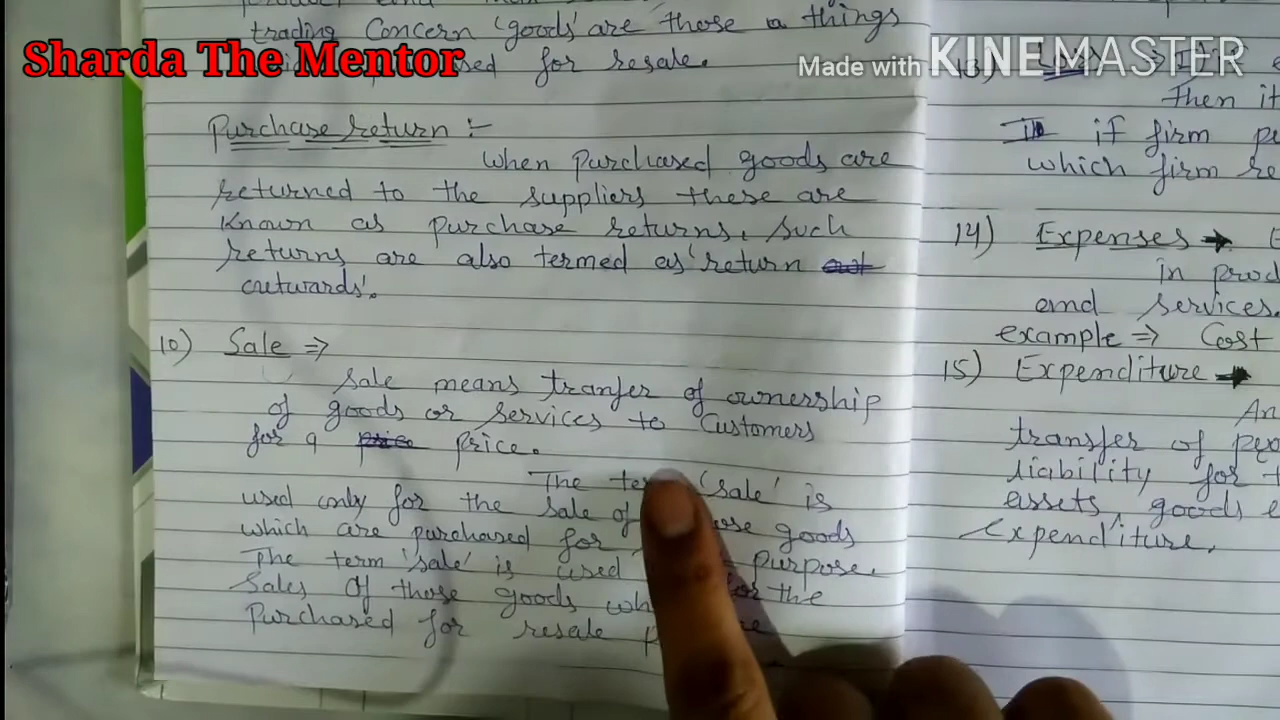 trading Concern 'goods' are those a things
Sharda The Mentor
for resale.
Made with KINEMASTER
Purchase return :-
when purchased goods are
returned to the suppliers these are
Known as purchase returns, such
returns are also termed as 'return
outwards'.
10) Sale ⇒
Sale means tranfer of ownership
of goods or services to Customers
for a price.
The 'sale' is
used only for the sale of goods
which are purchased for purpose.
The term 'sale' is used for the
Sales of those goods
Purchased for resale
13)
Then it
if firm
which firm
14) Expenses →
in
and services.
example ⇒ Cost
15) Expenditure →
An
transfer of
liability for
assets, goods
Expenditure.